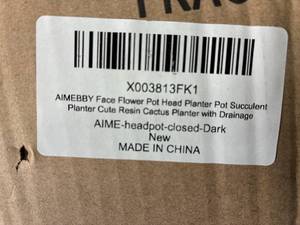 X003813FK1
AIMEBBY Face Flower Pot Head Planter Pot Succulent
Planter Cute Resin Cactus Planter with Drainage
AIME-headpot-closed-Dark
New
MADE IN CHINA